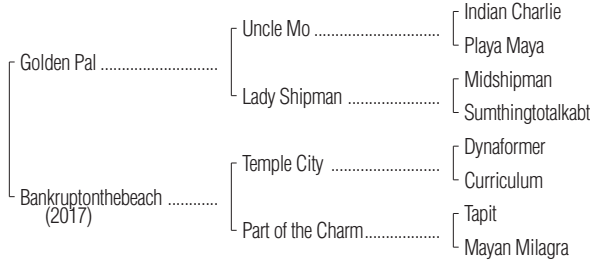 Indian Charlie
Uncle Mo ..........................
Playa Maya
Golden Pal ........................
Midshipman
Lady Shipman ...................
Sumthingtotalkabt
Dynaformer
Temple City ......................
Curriculum
Bankruptonthebeach ...........
(2017)
Tapit
Part of the Charm................
Mayan Milagra